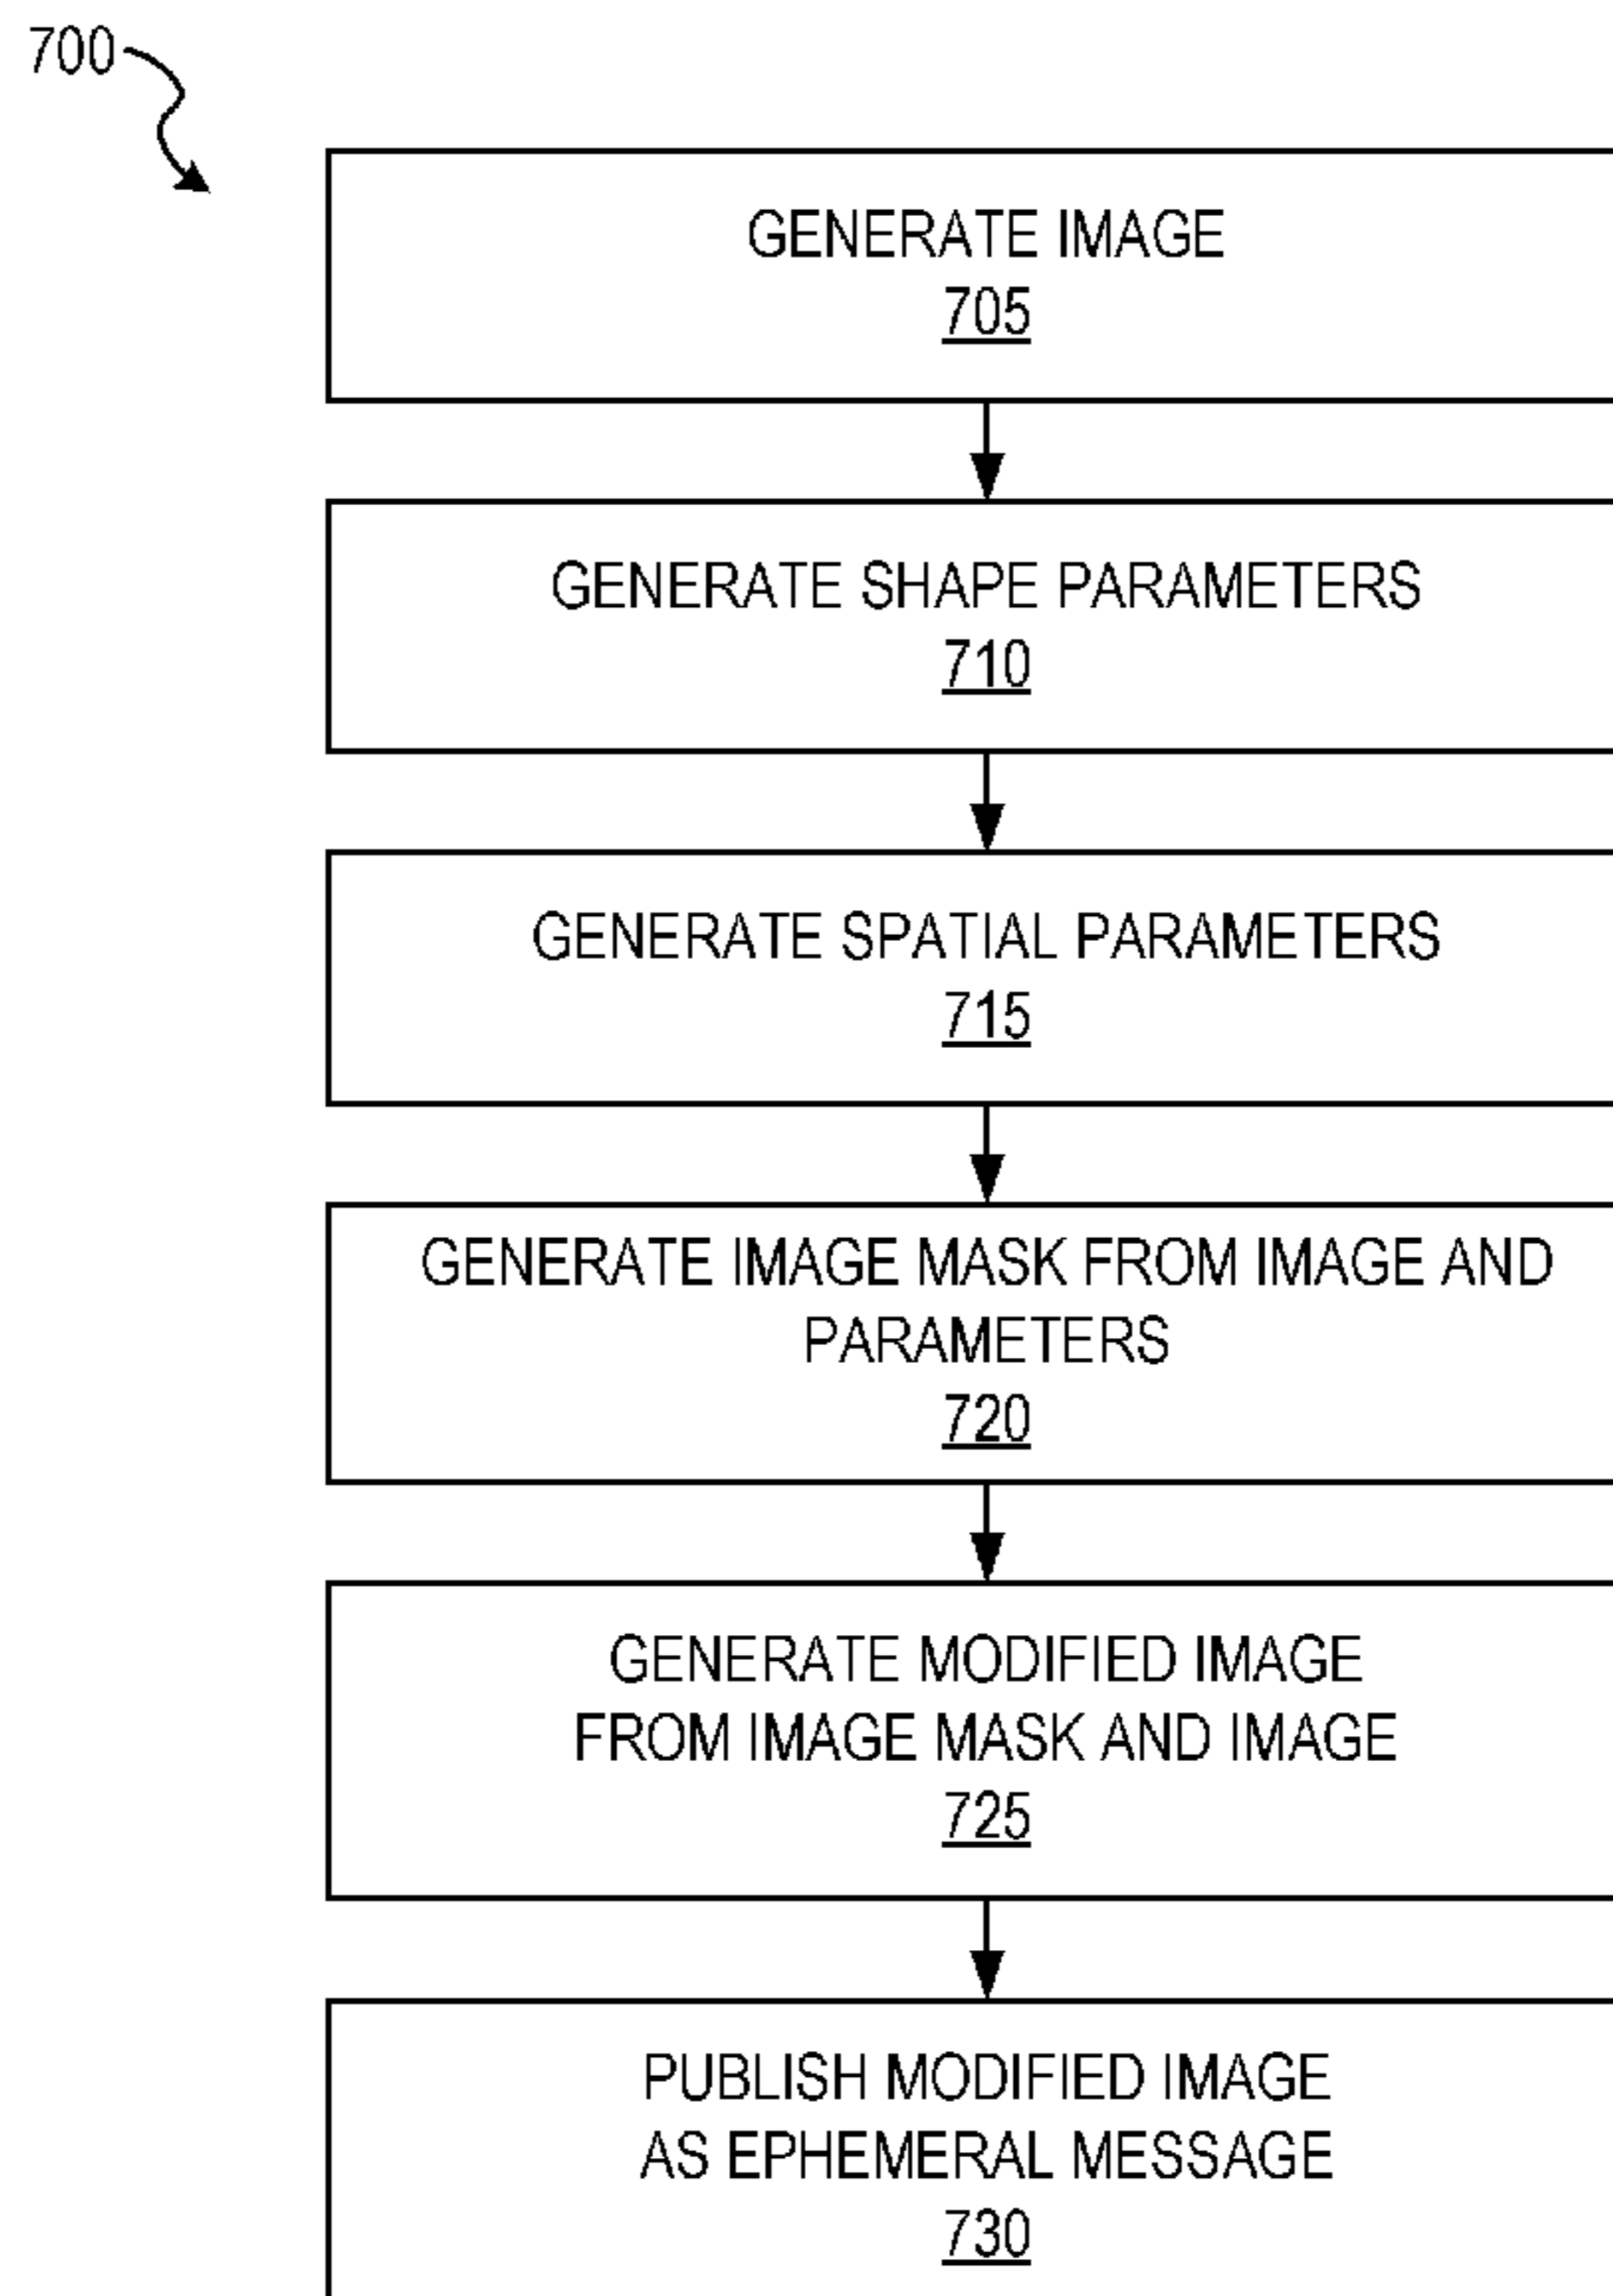 700
GENERATE IMAGE
705
GENERATE SHAPE PARAMETERS
710
GENERATE SPATIAL PARAMETERS
715
GENERATE IMAGE MASK FROM IMAGE AND
PARAMETERS
720
GENERATE MODIFIED IMAGE
FROM IMAGE MASK AND IMAGE
725
PUBLISH MODIFIED IMAGE
AS EPHEMERAL MESSAGE
730